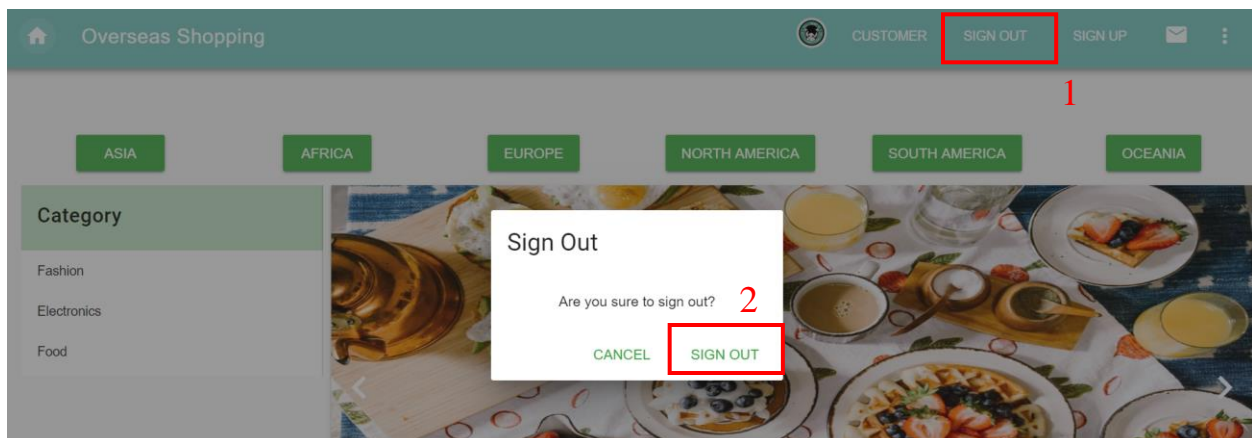 Overseas Shopping
CUSTOMER SIGN OUT SIGN UP
1
ASIA AFRICA EUROPE NORTH AMERICA SOUTH AMERICA OCEANIA
Category
Fashion
Electronics
Food
Sign Out
Are you sure to sign out?
2
CANCEL SIGN OUT